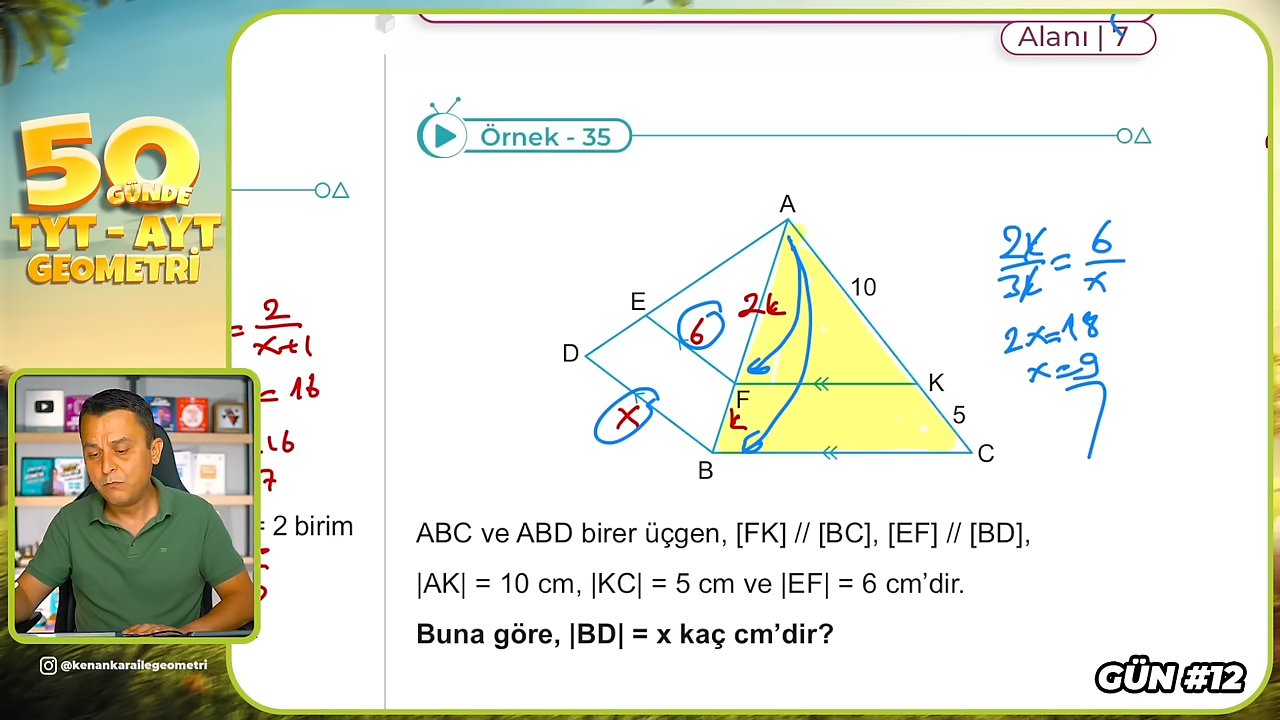 50
GÜNDE
TYT - AYT
GEOMETRİ
Alanı | 7
Örnek - 35
A
E
D
F
K
B
C
10
5
6
x
2k
k
2k/3k = 6/x
2x=18
x=9
= 2/x+1
= 16
16
7
= 2 birim
ABC ve ABD birer üçgen, [FK] // [BC], [EF] // [BD],
|AK| = 10 cm, |KC| = 5 cm ve |EF| = 6 cm'dir.
Buna göre, |BD| = x kaç cm'dir?
@kenankarailegeometri
GÜN #12